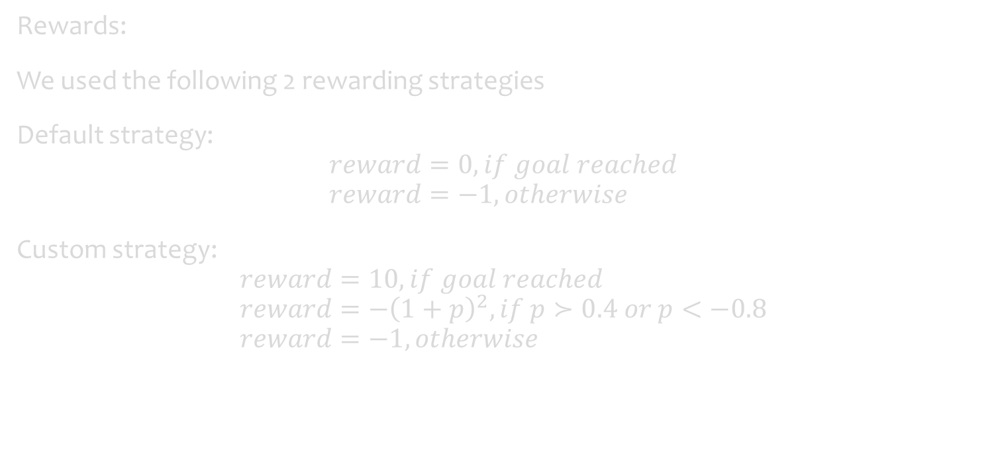 Rewards:
We used the following 2 rewarding strategies
Default strategy:
reward = 0, if goal reached
reward = −1, otherwise
Custom strategy:
reward = 10, if goal reached
reward = −(1 + p)², if p ≻ 0.4 or p < −0.8
reward = −1, otherwise